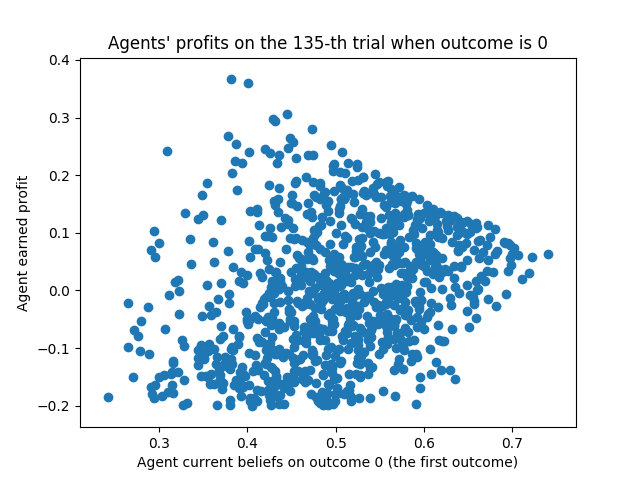 Agents' profits on the 135-th trial when outcome is 0
0.4
0.3
0.2
0.1
0.0
−0.1
−0.2
Agent earned profit
0.3 0.4 0.5 0.6 0.7
Agent current beliefs on outcome 0 (the first outcome)